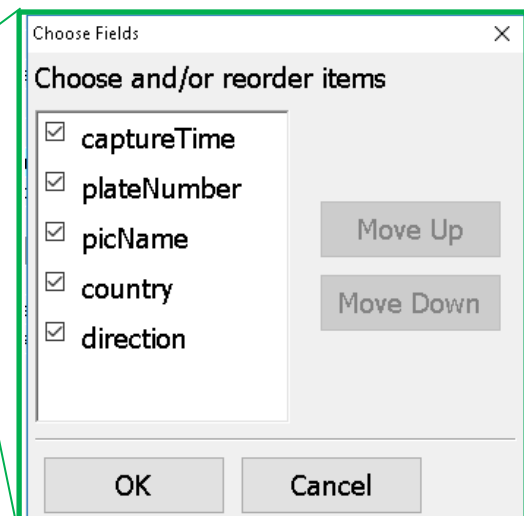 Choose Fields
Choose and/or reorder items
captureTime
plateNumber
picName
country
direction
Move Up
Move Down
OK
Cancel